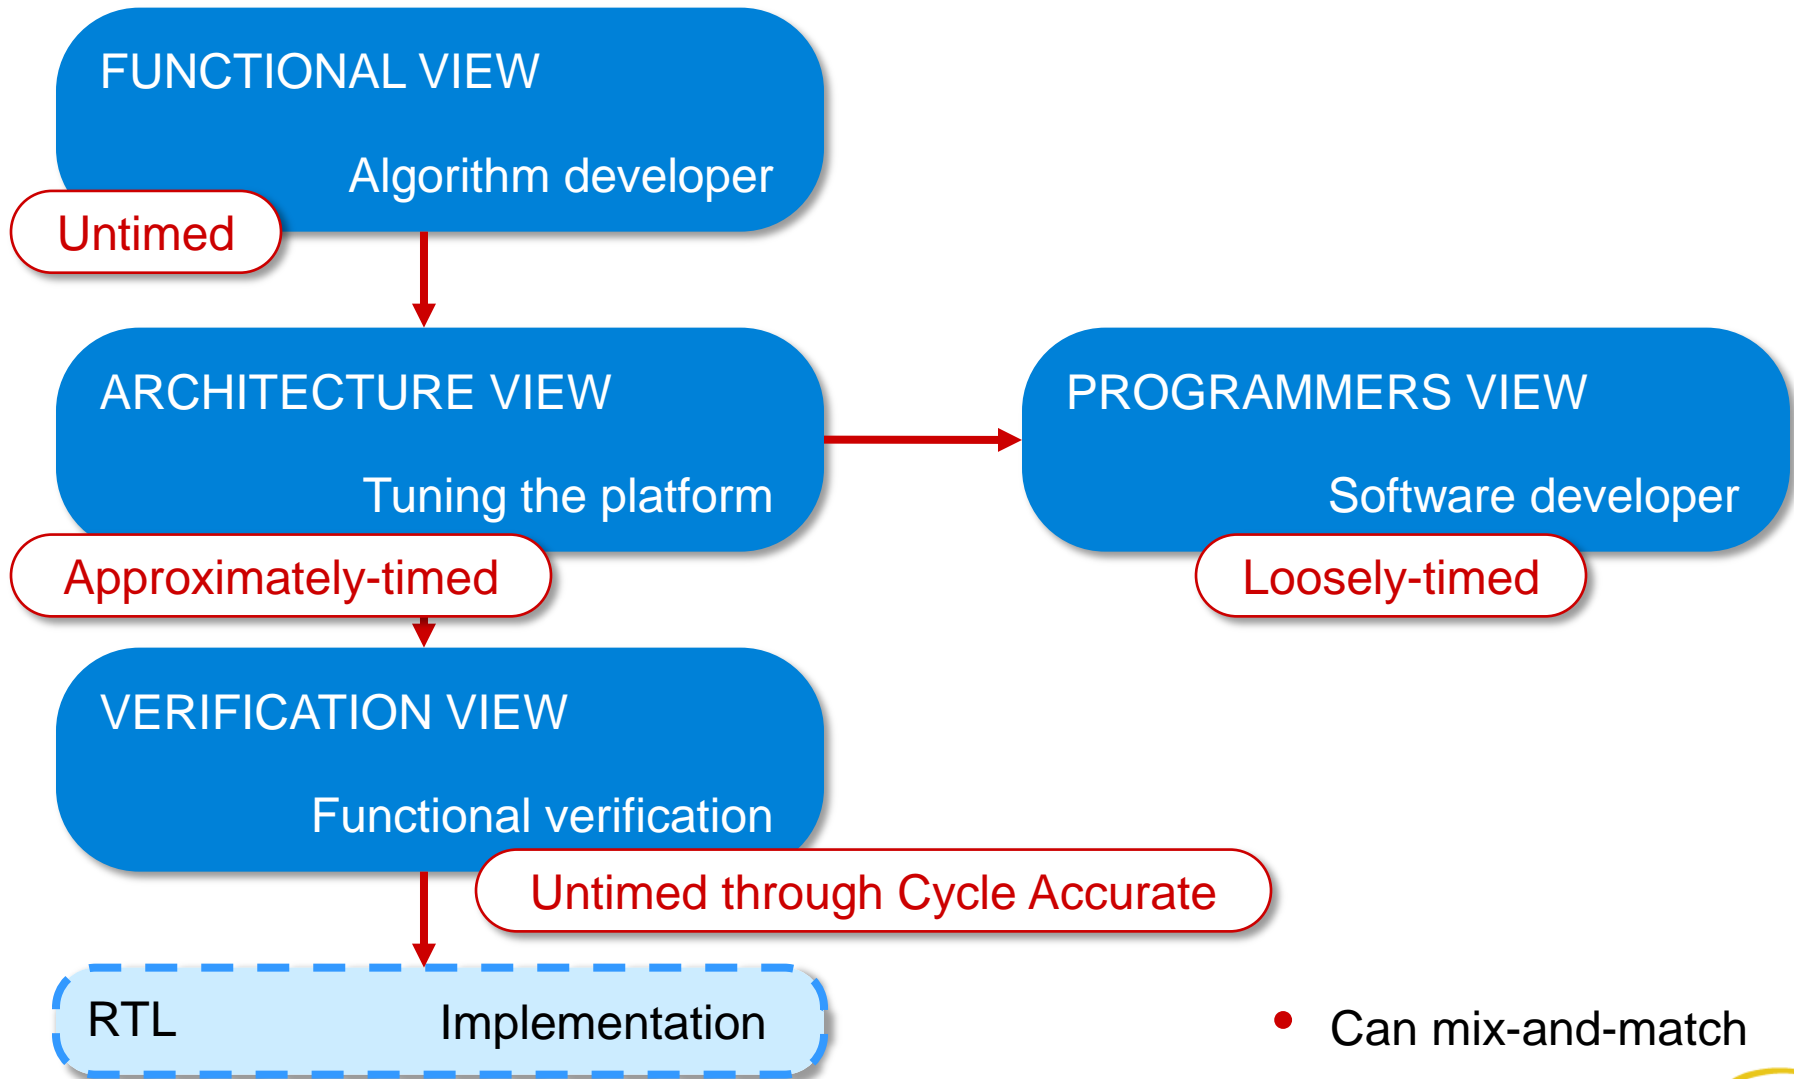 FUNCTIONAL VIEW
Algorithm developer
Untimed
ARCHITECTURE VIEW
Tuning the platform
Approximately-timed
PROGRAMMERS VIEW
Software developer
Loosely-timed
VERIFICATION VIEW
Functional verification
Untimed through Cycle Accurate
RTL Implementation
• Can mix-and-match